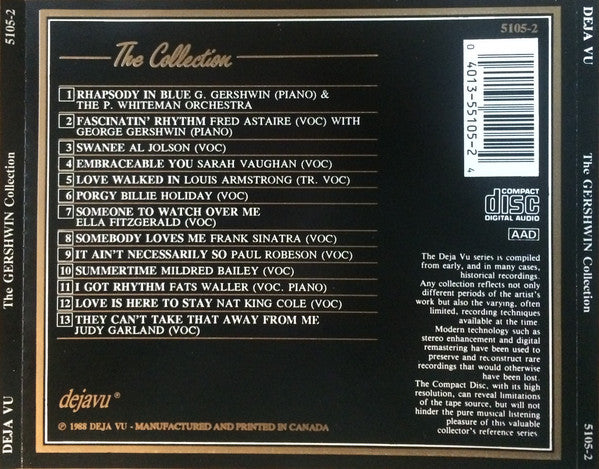 5105-2
The GERSHWIN Collection
DEJA VU
The Collection
1 RHAPSODY IN BLUE G. GERSHWIN (PIANO) &
THE P. WHITEMAN ORCHESTRA
2 FASCINATIN' RHYTHM FRED ASTAIRE (VOC) WITH
GEORGE GERSHWIN (PIANO)
3 SWANEE AL JOLSON (VOC)
4 EMBRACEABLE YOU SARAH VAUGHAN (VOC)
5 LOVE WALKED IN LOUIS ARMSTRONG (TR. VOC)
6 PORGY BILLIE HOLIDAY (VOC)
7 SOMEONE TO WATCH OVER ME
ELLA FITZGERALD (VOC)
8 SOMEBODY LOVES ME FRANK SINATRA (VOC)
9 IT AIN'T NECESSARILY SO PAUL ROBESON (VOC)
10 SUMMERTIME MILDRED BAILEY (VOC)
11 I GOT RHYTHM FATS WALLER (VOC. PIANO)
12 LOVE IS HERE TO STAY NAT KING COLE (VOC)
13 THEY CAN'T TAKE THAT AWAY FROM ME
JUDY GARLAND (VOC)
dejavu®
℗ 1988 DEJA VU - MANUFACTURED AND PRINTED IN CANADA
5105-2
0 4013-55105-2 4
COMPACT
disc
DIGITAL AUDIO
AAD
The Deja Vu series is compiled
from early, and in many cases,
historical recordings.
Any collection reflects not only
different periods of the artist's
work but also the varying, often
limited, recording techniques
available at the time.
Modern technology such as
stereo enhancement and digital
remastering have been used to
preserve and reconstruct rare
recordings that would otherwise
have been lost.
The Compact Disc, with its high
resolution, can reveal limitations
of the tape source, but will not
hinder the pure musical listening
pleasure of this valuable
collector's reference series
DEJA VU
The GERSHWIN Collection
5105-2